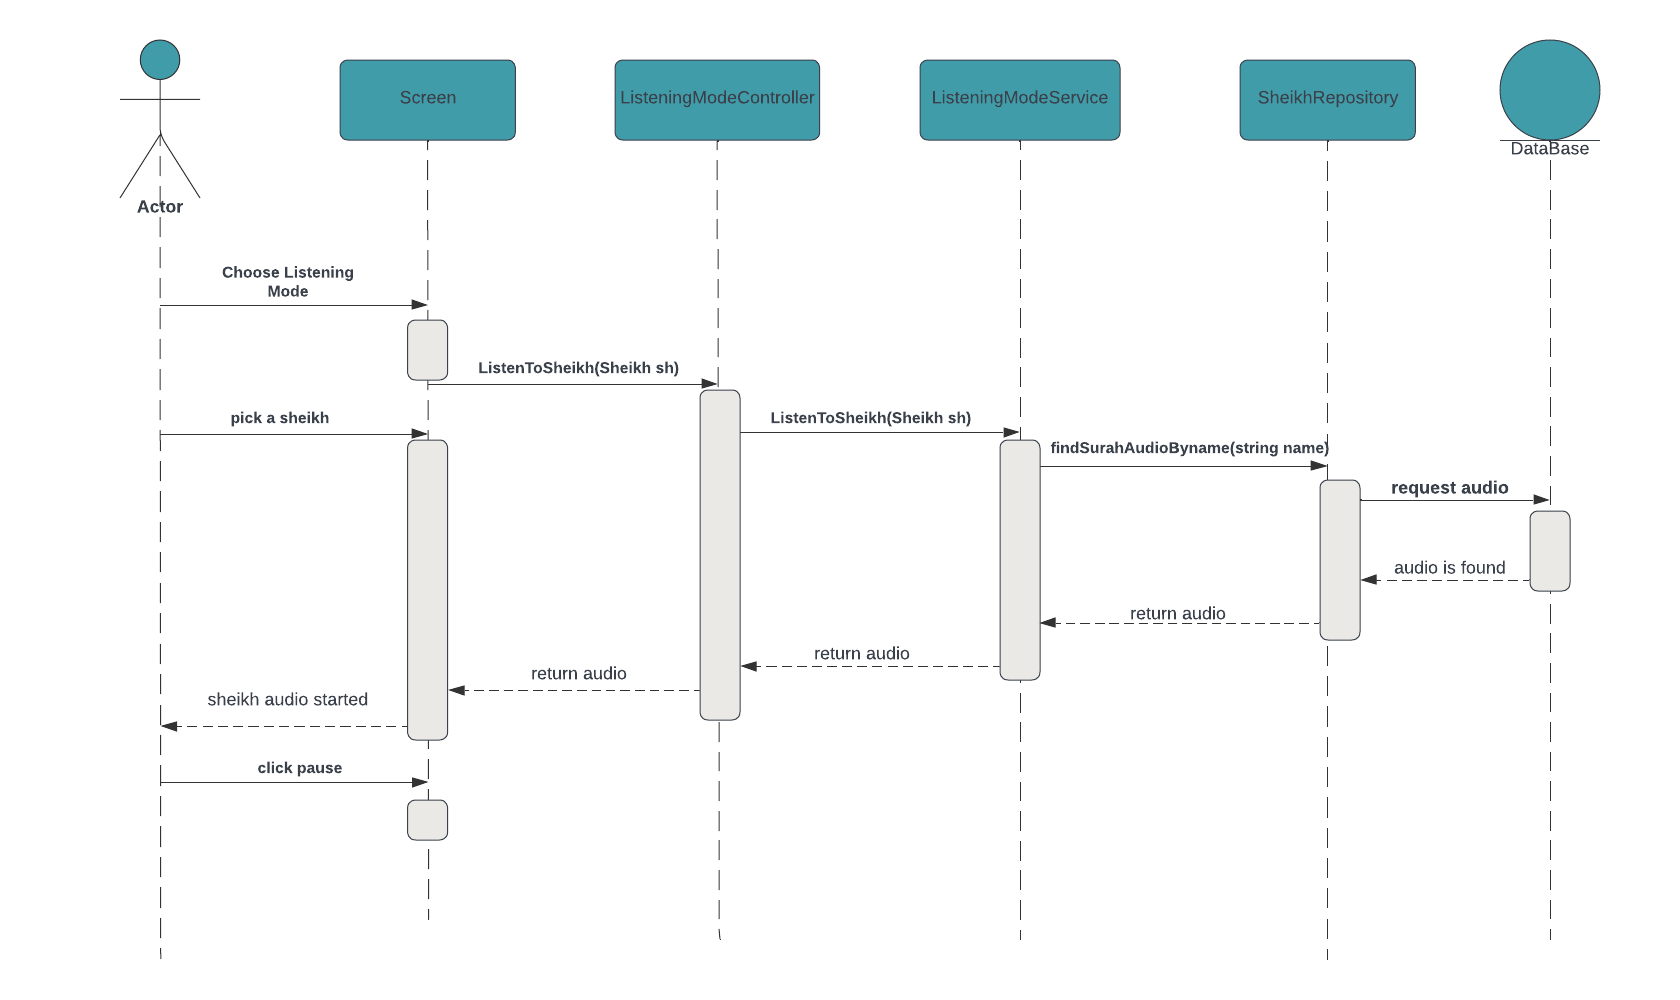 Screen
ListeningModeController
ListeningModeService
SheikhRepository
DataBase
Actor
Choose Listening
Mode
ListenToSheikh(Sheikh sh)
pick a sheikh
ListenToSheikh(Sheikh sh)
findSurahAudioByname(string name)
request audio
audio is found
return audio
return audio
return audio
sheikh audio started
click pause